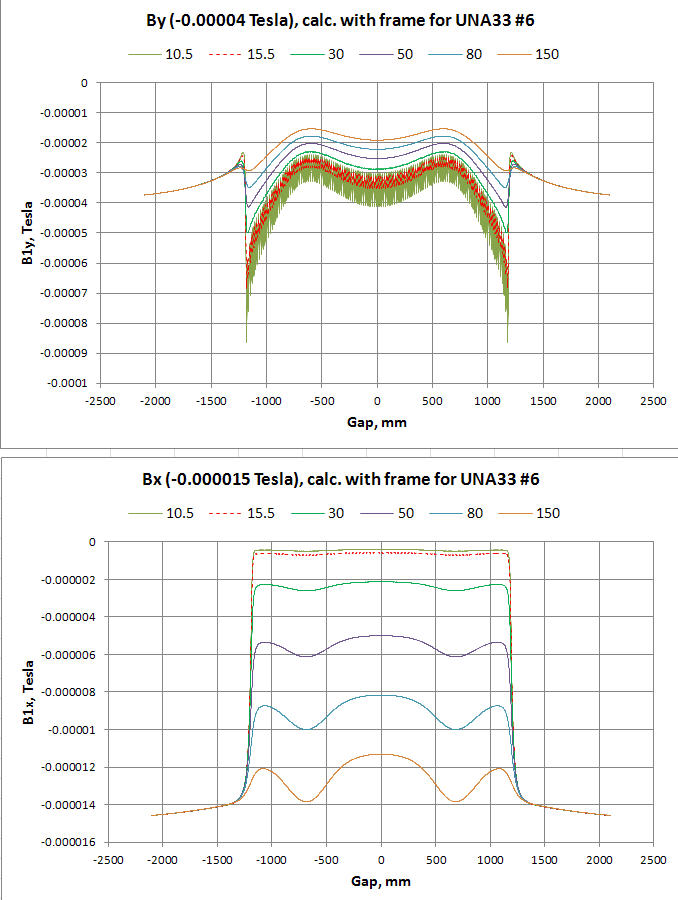 By (-0.00004 Tesla), calc. with frame for UNA33 #6
10.5 15.5 30 50 80 150
0
-0.00001
-0.00002
-0.00003
-0.00004
-0.00005
-0.00006
-0.00007
-0.00008
-0.00009
-0.0001
B1y, Tesla
-2500 -2000 -1500 -1000 -500 0 500 1000 1500 2000 2500
Gap, mm
Bx (-0.000015 Tesla), calc. with frame for UNA33 #6
10.5 15.5 30 50 80 150
0
-0.000002
-0.000004
-0.000006
-0.000008
-0.00001
-0.000012
-0.000014
-0.000016
B1x, Tesla
-2500 -2000 -1500 -1000 -500 0 500 1000 1500 2000 2500
Gap, mm